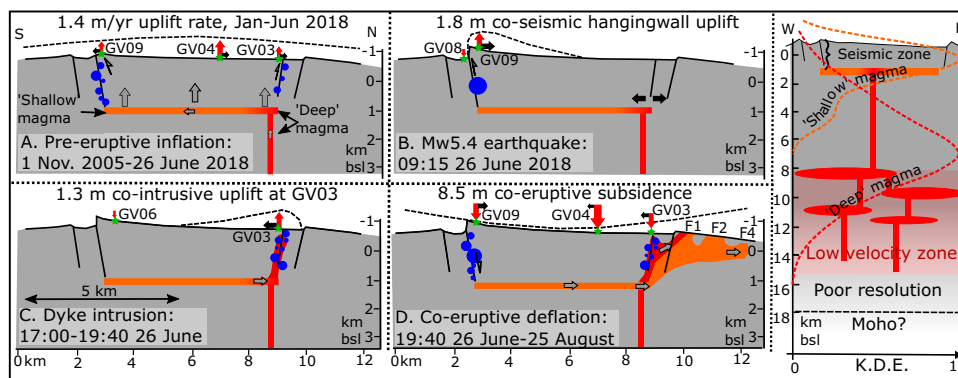 1.4 m/yr uplift rate, Jan-Jun 2018
S
N
GV09
GV04
GV03
-1
0
1
2
3
km
bsl
'Shallow'
magma
'Deep'
magma
A. Pre-eruptive inflation:
1 Nov. 2005-26 June 2018
1.8 m co-seismic hangingwall uplift
GV08
GV09
-1
0
1
2
3
km
bsl
B. Mw5.4 earthquake:
09:15 26 June 2018
1.3 m co-intrusive uplift at GV03
GV06
GV03
-1
0
1
2
3
km
bsl
5 km
C. Dyke intrusion:
17:00-19:40 26 June
0km 2 4 6 8 10 12
8.5 m co-eruptive subsidence
GV09
GV04
GV03
F1 F2 F4
-1
0
1
2
3
km
bsl
D. Co-eruptive deflation:
19:40 26 June-25 August
0 km 2 4 6 8 10 12
W
0
2
4
6
8
10
12
14
16
18
Seismic zone
'Shallow' magma
'Deep' magma
Low velocity zone
Poor resolution
Moho?
km
bsl
0 K.D.E. 1